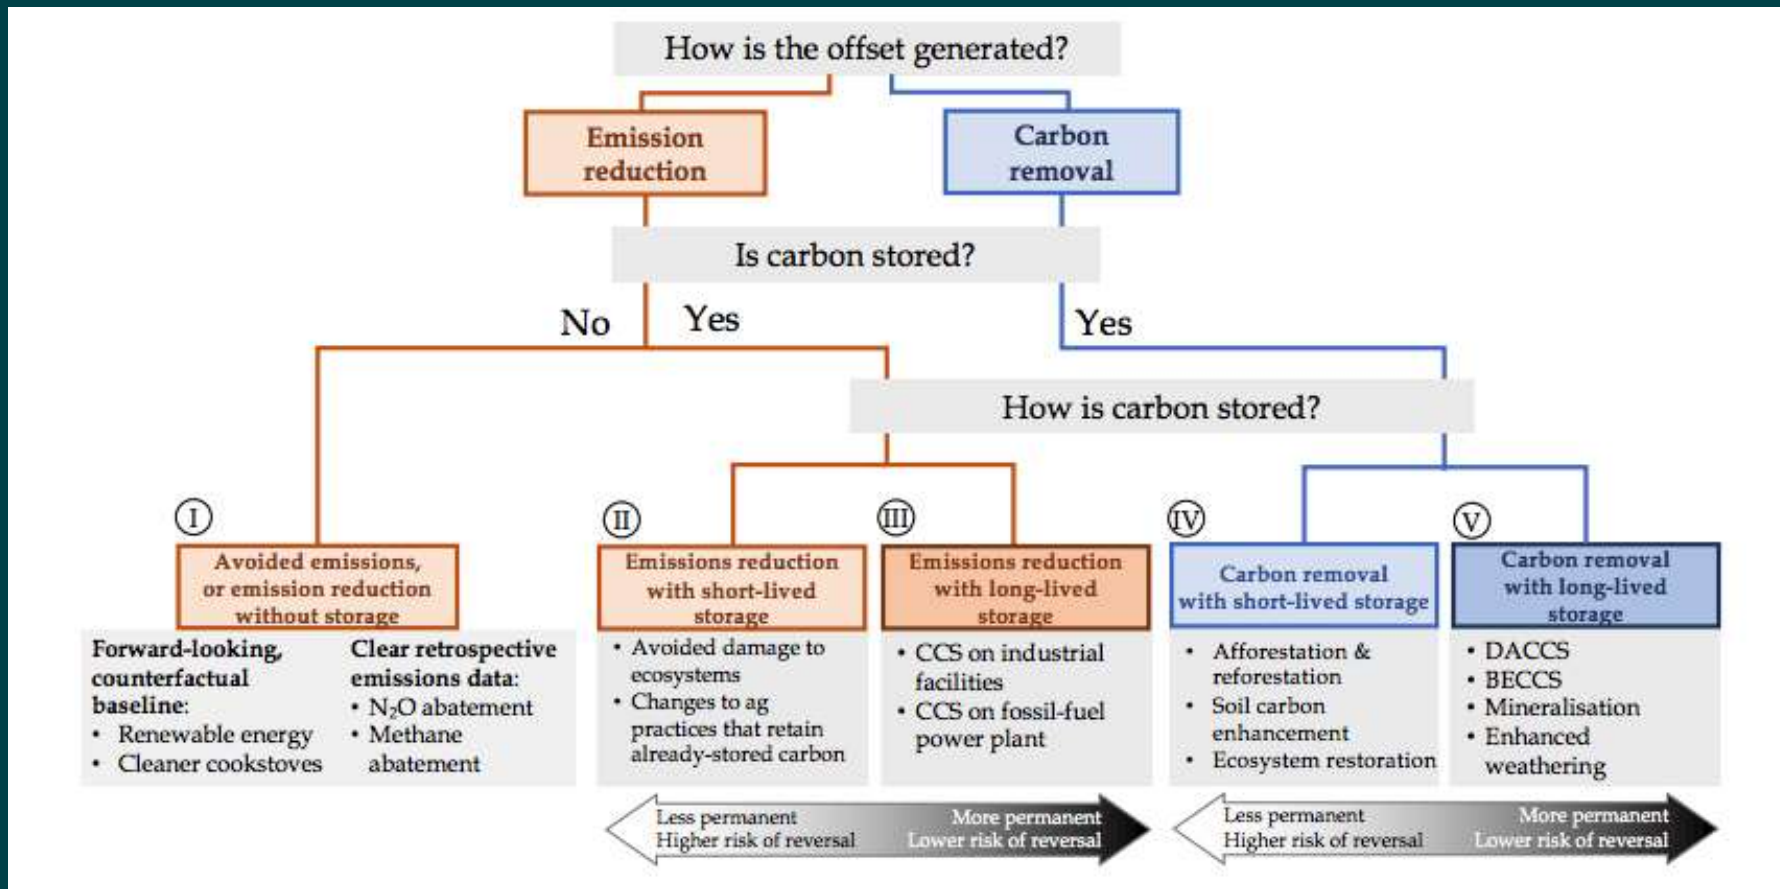 How is the offset generated?
Emission
reduction
Carbon
removal
Is carbon stored?
No
Yes
Yes
How is carbon stored?
I
Avoided emissions,
or emission reduction
without storage
Forward-looking,
counterfactual
baseline:
• Renewable energy
• Cleaner cookstoves
Clear retrospective
emissions data:
• N₂O abatement
• Methane
abatement
II
Emissions reduction
with short-lived
storage
• Avoided damage to
ecosystems
• Changes to ag
practices that retain
already-stored carbon
III
Emissions reduction
with long-lived
storage
• CCS on industrial
facilities
• CCS on fossil-fuel
power plant
IV
Carbon removal
with short-lived storage
• Afforestation &
reforestation
• Soil carbon
enhancement
• Ecosystem restoration
V
Carbon removal
with long-lived
storage
• DACCS
• BECCS
• Mineralisation
• Enhanced
weathering
Less permanent
Higher risk of reversal
More permanent
Lower risk of reversal
Less permanent
Higher risk of reversal
More permanent
Lower risk of reversal